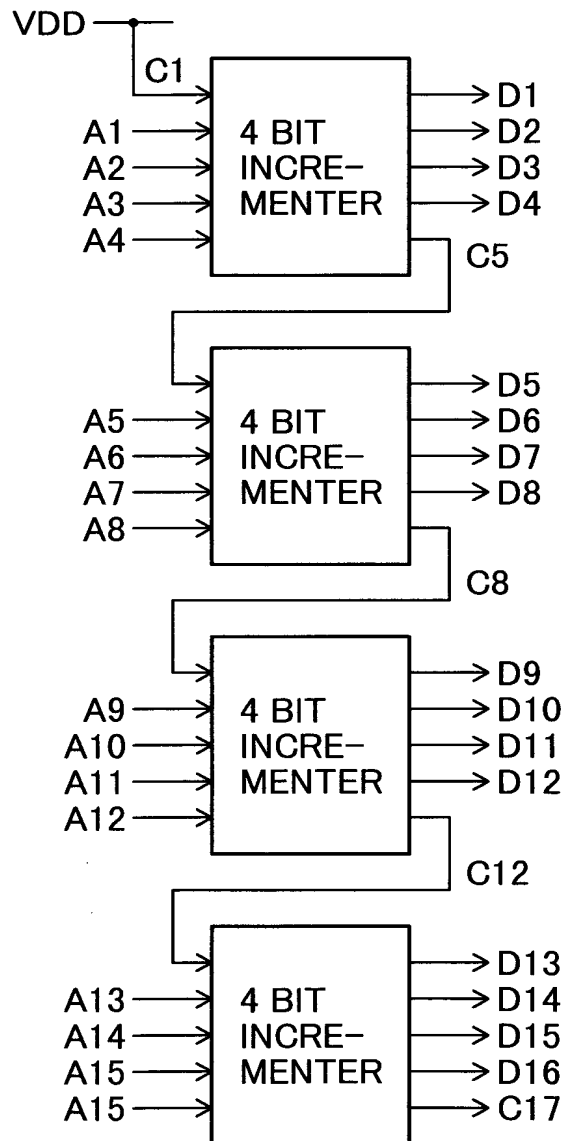 VDD
C1
A1
A2
A3
A4
4 BIT
INCRE-
MENTER
D1
D2
D3
D4
C5
A5
A6
A7
A8
4 BIT
INCRE-
MENTER
D5
D6
D7
D8
C8
A9
A10
A11
A12
4 BIT
INCRE-
MENTER
D9
D10
D11
D12
C12
A13
A14
A15
A15
4 BIT
INCRE-
MENTER
D13
D14
D15
D16
C17